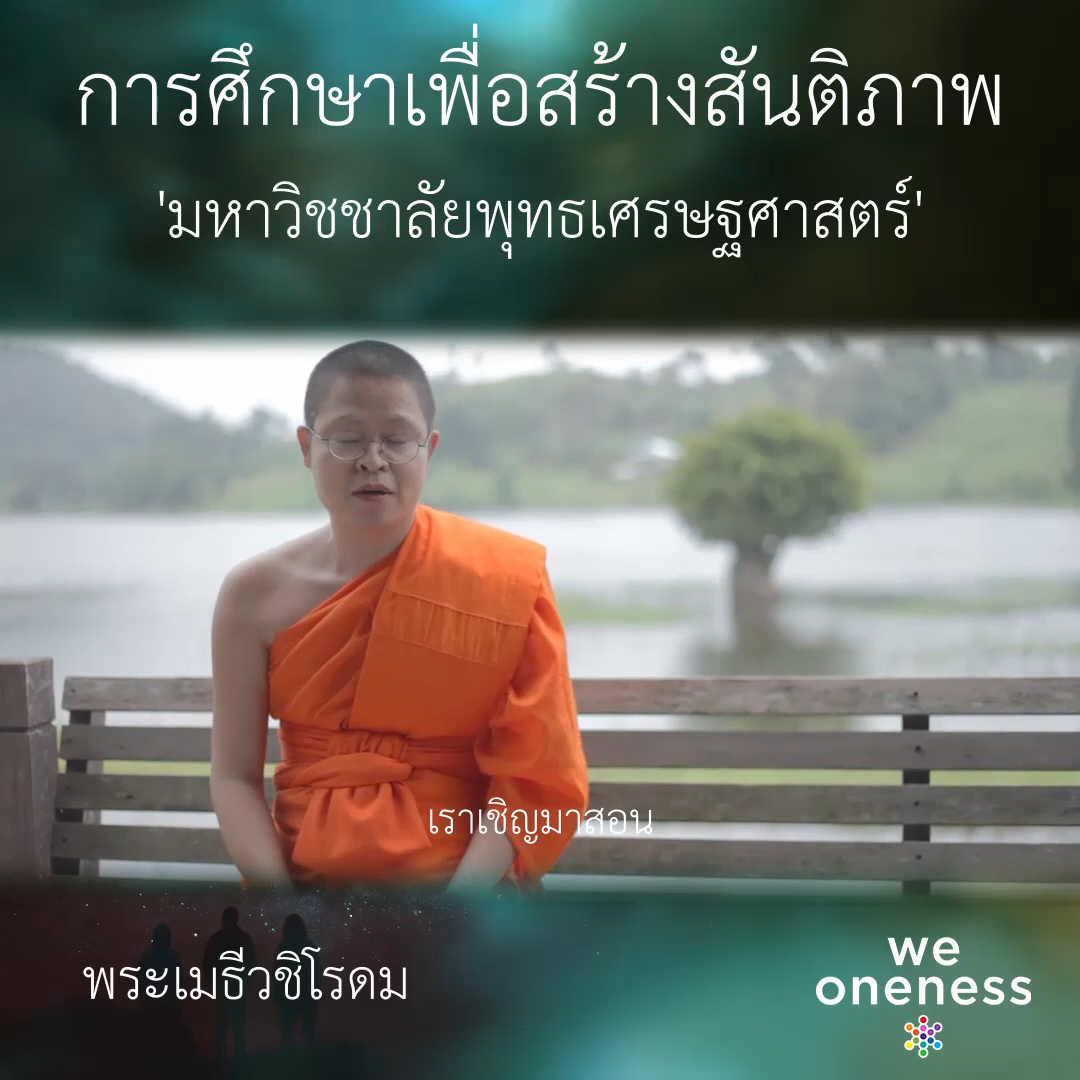 การศึกษาเพื่อสร้างสันติภาพ
'มหาวิชชาลัยพุทธเศรษฐศาสตร์'
เราเชิญมาสอน
พระเมธีวชิโรดม
we
oneness